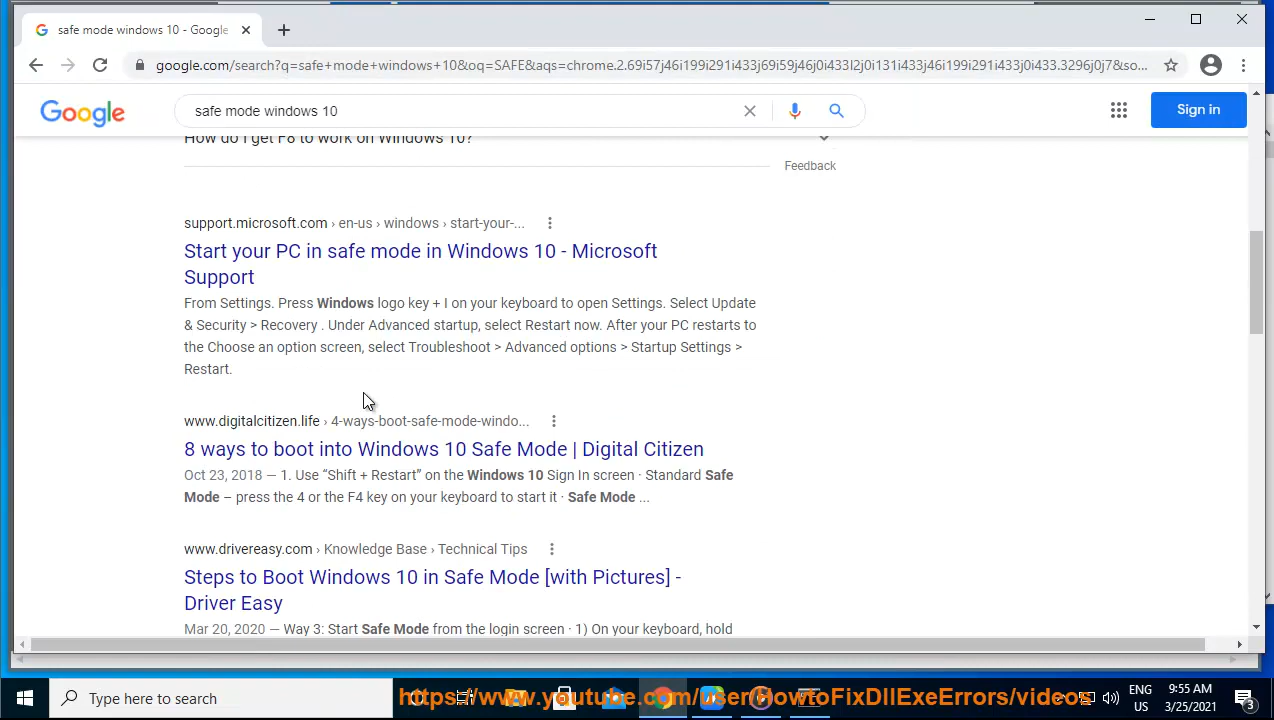 safe mode windows 10 - Google
google.com/search?q=safe+mode+windows+10&oq=SAFE&aqs=chrome.2.69i57j46i199i291i433j69i59j46j0i433l2j0i131i433j46i199i291i433j0i433.3296j0j7&so...
Google
safe mode windows 10
Sign in
How do I get F8 to work on Windows 10?
Feedback
support.microsoft.com › en-us › windows › start-your-...
Start your PC in safe mode in Windows 10 - Microsoft
Support
From Settings. Press Windows logo key + I on your keyboard to open Settings. Select Update
& Security > Recovery . Under Advanced startup, select Restart now. After your PC restarts to
the Choose an option screen, select Troubleshoot > Advanced options > Startup Settings >
Restart.
www.digitalcitizen.life › 4-ways-boot-safe-mode-windo...
8 ways to boot into Windows 10 Safe Mode | Digital Citizen
Oct 23, 2018 — 1. Use “Shift + Restart” on the Windows 10 Sign In screen · Standard Safe
Mode – press the 4 or the F4 key on your keyboard to start it · Safe Mode ...
www.drivereasy.com › Knowledge Base › Technical Tips
Steps to Boot Windows 10 in Safe Mode [with Pictures] -
Driver Easy
Mar 20, 2020 — Way 3: Start Safe Mode from the login screen · 1) On your keyboard, hold
Type here to search
https://www.youtube.com/user/HowtoFixDllExeErrors/videos
ENG
US
9:55 AM
3/25/2021
3